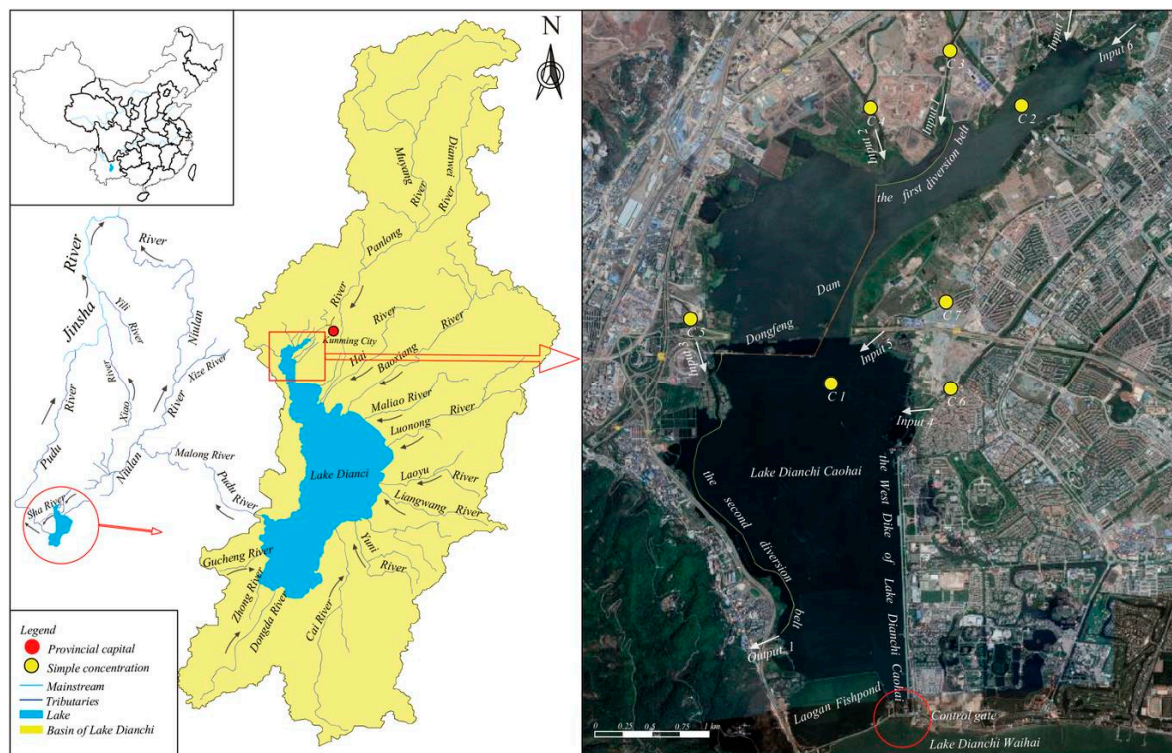 N
Muyang
River
Dianwei
River
Panlong
River
River
Jinsha
River
Yili
River
Niulan
Xize River
River
Xiao
River
River
Pudu
Niulan
Malong River
Pudu River
Sha River
Kunming City
Hai
River
Baoxiang
River
Maliao River
Luonong
River
Lake Dianci
Laoyu
River
Liangwang
River
Yuni
River
Gucheng River
Zhong River
Dongda River
Cai River
Legend
Provincial capital
Simple concentration
Mainstream
Tributaries
Lake
Basin of Lake Dianchi
Input 7
Input 6
C 3
C 4
Input 1
C 2
Input 2
the first diversion belt
Dam
Dongfeng
C 7
C 5
Input 3
Input 5
C 1
C 6
Input 4
Lake Dianchi Caohai
the West Dike of Lake Dianchi Caohai
the second diversion belt
Output 1
Laogan Fishpond
Control gate
0 0.25 0.5 0.75 1 km
Lake Dianchi Waihai